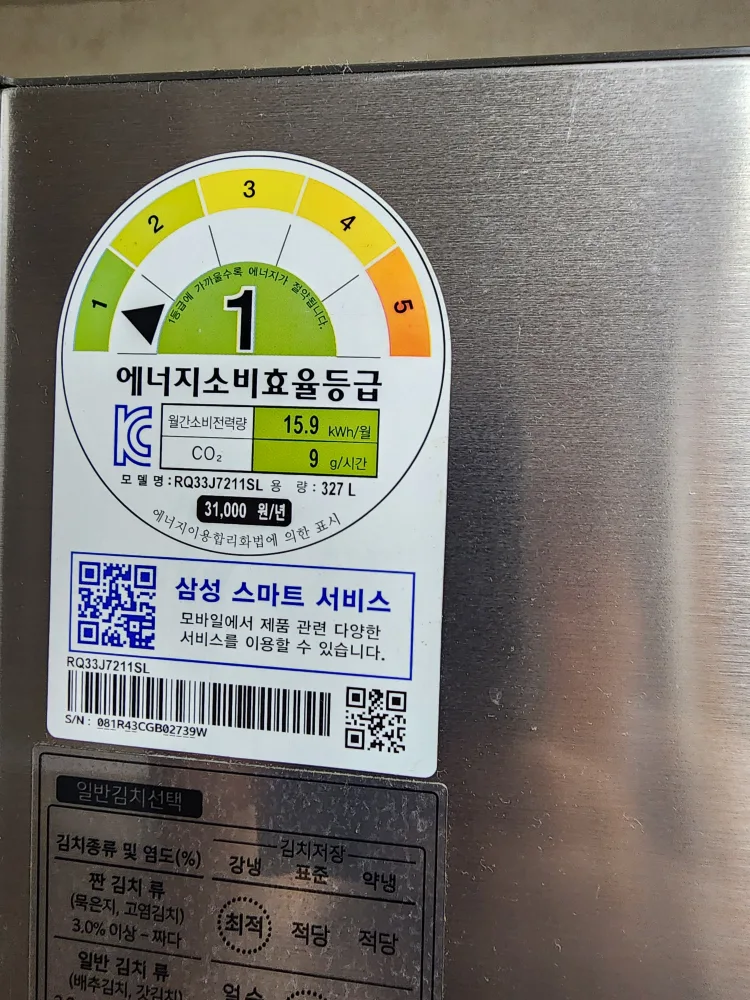 1 2 3 4 5
1등급에 가까울수록 에너지가 절약됩니다.
1
에너지소비효율등급
월간소비전력량 15.9 kWh/월
CO₂ 9 g/시간
모 델 명 : RQ33J7211SL 용 량 : 327 L
31,000 원/년
에너지이용합리화법에 의한 표시
삼성 스마트 서비스
모바일에서 제품 관련 다양한
서비스를 이용할 수 있습니다.
RQ33J7211SL
S/N : 081R43CGB02739W
일반김치선택
김치종류 및 염도(%)
김치저장
강냉 표준 약냉
짠 김치 류
(묵은지, 고염김치)
3.0% 이상 - 짜다
최적 적당 적당
일반 김치 류
(배추김치, 갓김치)